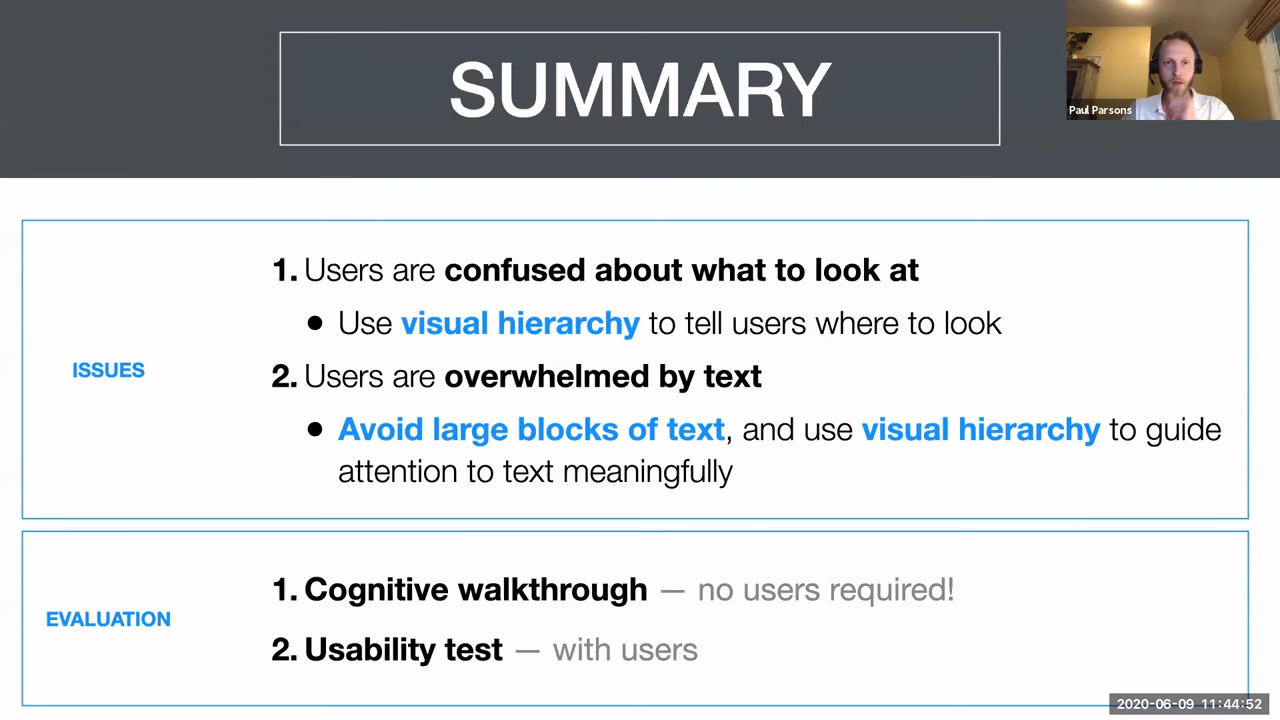 SUMMARY
Paul Parsons
ISSUES
1. Users are confused about what to look at
● Use visual hierarchy to tell users where to look
2. Users are overwhelmed by text
● Avoid large blocks of text, and use visual hierarchy to guide
attention to text meaningfully
EVALUATION
1. Cognitive walkthrough — no users required!
2. Usability test — with users
2020-06-09 11:44:52